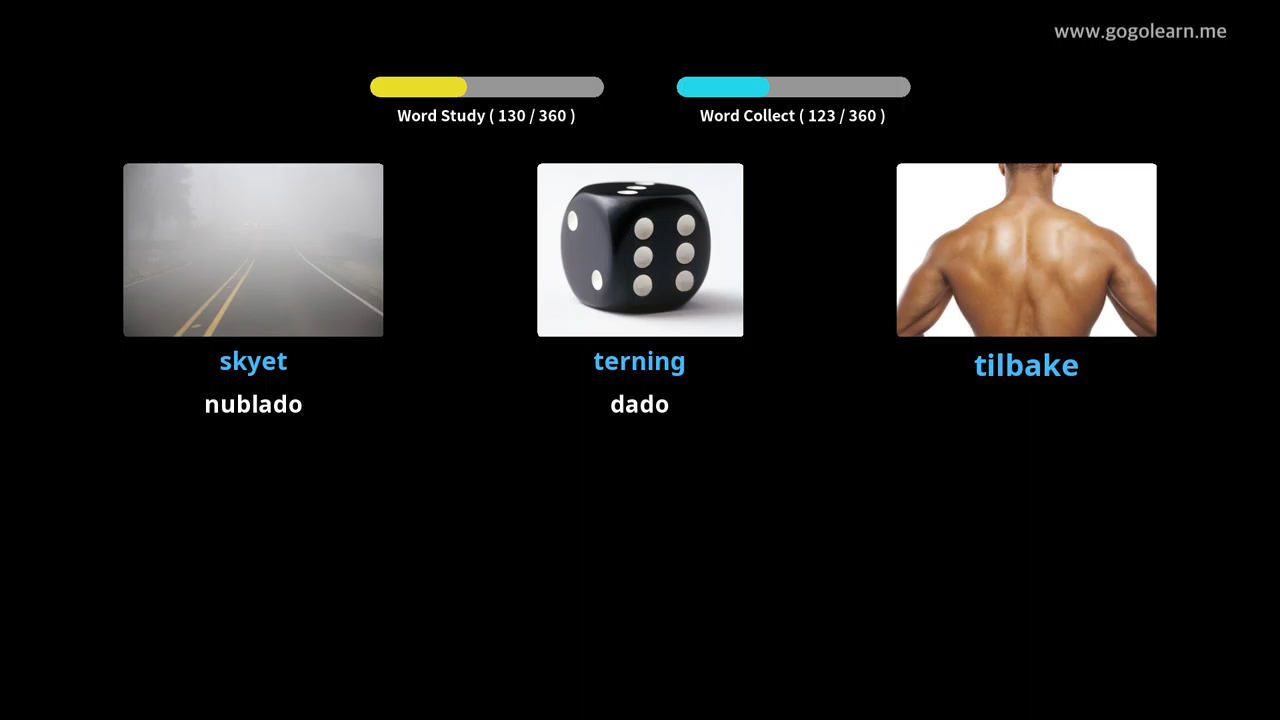 www.gogolearn.me
Word Study ( 130 / 360 )
Word Collect ( 123 / 360 )
skyet
terning
tilbake
nublado
dado